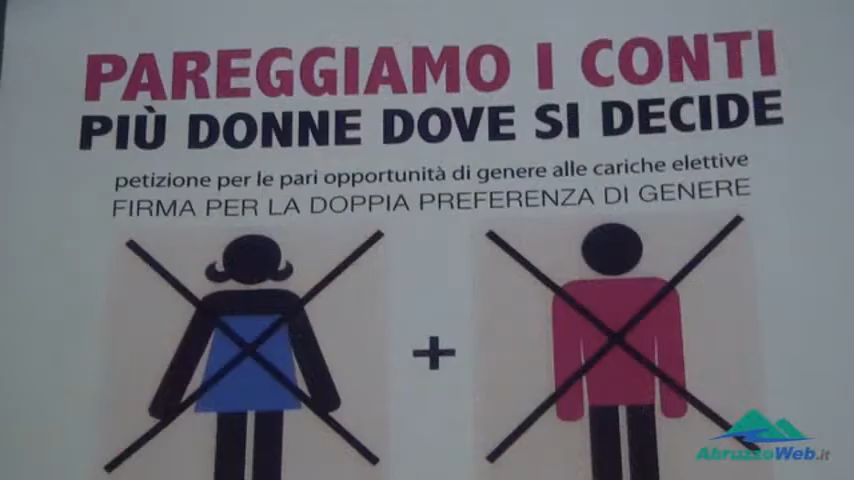 PAREGGIAMO I CONTI
PIÙ DONNE DOVE SI DECIDE
petizione per le pari opportunità di genere alle cariche elettive
FIRMA PER LA DOPPIA PREFERENZA DI GENERE
+
AbruzzoWeb.it